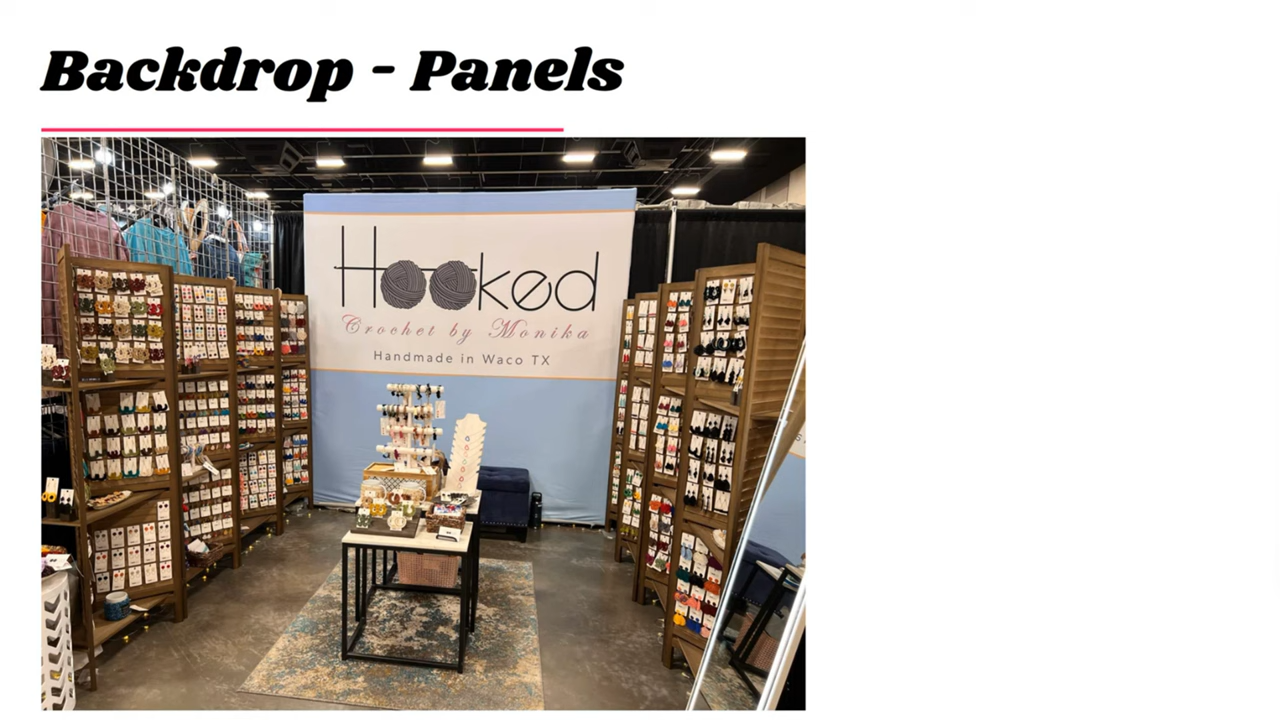 Backdrop - Panels
Hooked
Crochet by Monika
Handmade in Waco TX